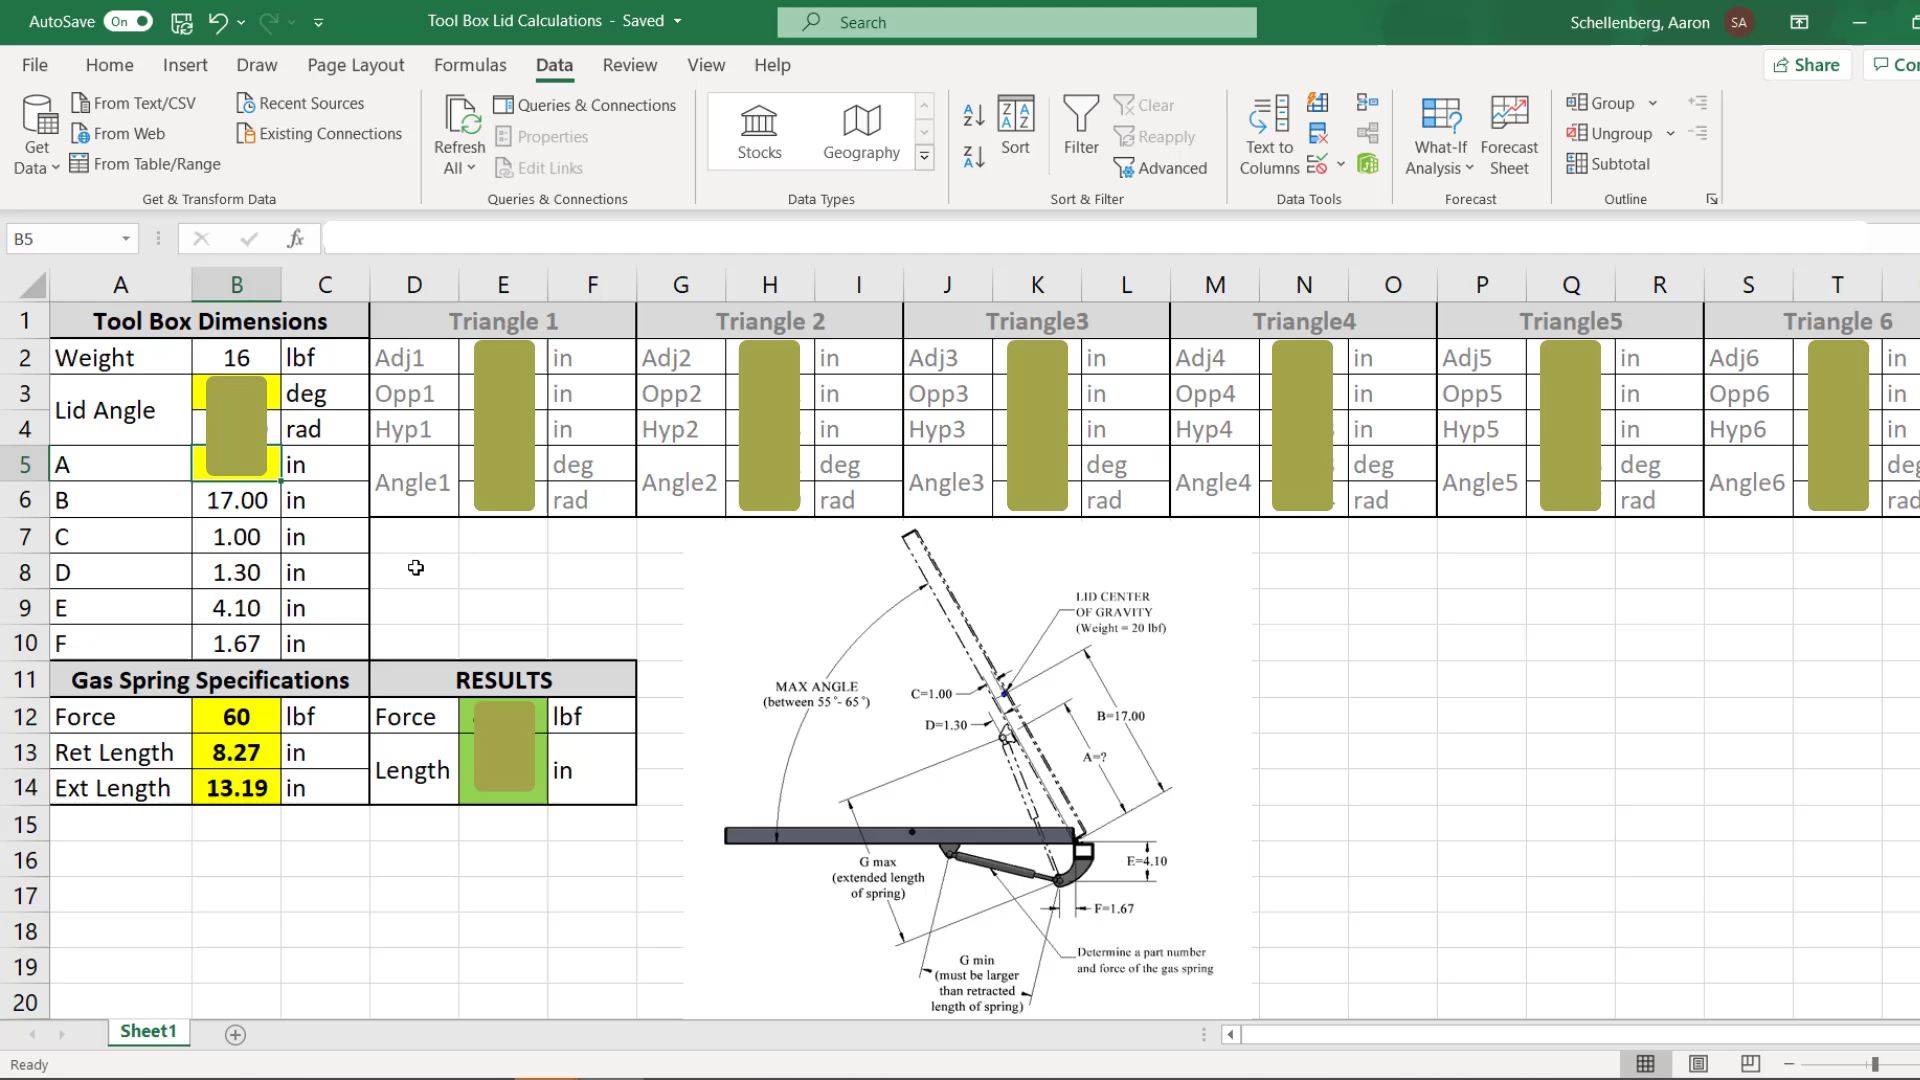 AutoSave On Tool Box Lid Calculations - Saved Search Schellenberg, Aaron SA
File Home Insert Draw Page Layout Formulas Data Review View Help Share Co
Get Data From Text/CSV From Web From Table/Range Recent Sources Existing Connections
Refresh All Queries & Connections Properties Edit Links
Stocks Geography
Sort Filter Clear Reapply Advanced
Text to Columns
What-If Analysis Forecast Sheet
Group Ungroup Subtotal
Get & Transform Data Queries & Connections Data Types Sort & Filter Data Tools Forecast Outline
B5 fx
A B C D E F G H I J K L M N O P Q R S T
1 Tool Box Dimensions Triangle 1 Triangle 2 Triangle3 Triangle4 Triangle5 Triangle 6
2 Weight 16 lbf Adj1 in Adj2 in Adj3 in Adj4 in Adj5 in Adj6 in
3 Lid Angle deg Opp1 in Opp2 in Opp3 in Opp4 in Opp5 in Opp6 in
4 rad Hyp1 in Hyp2 in Hyp3 in Hyp4 in Hyp5 in Hyp6 in
5 A in Angle1 deg Angle2 deg Angle3 deg Angle4 deg Angle5 deg Angle6 deg
6 B 17.00 in rad rad rad rad rad rad
7 C 1.00 in
8 D 1.30 in
9 E 4.10 in
10 F 1.67 in
11 Gas Spring Specifications RESULTS
12 Force 60 lbf Force lbf
13 Ret Length 8.27 in Length in
14 Ext Length 13.19 in
15
16
17
18
19
20
LID CENTER
OF GRAVITY
(Weight = 20 lbf)
MAX ANGLE
(between 55°- 65°)
C=1.00
D=1.30
B=17.00
A=?
G max
(extended length
of spring)
E=4.10
F=1.67
Determine a part number
and force of the gas spring
G min
(must be larger
than retracted
length of spring)
Sheet1
Ready